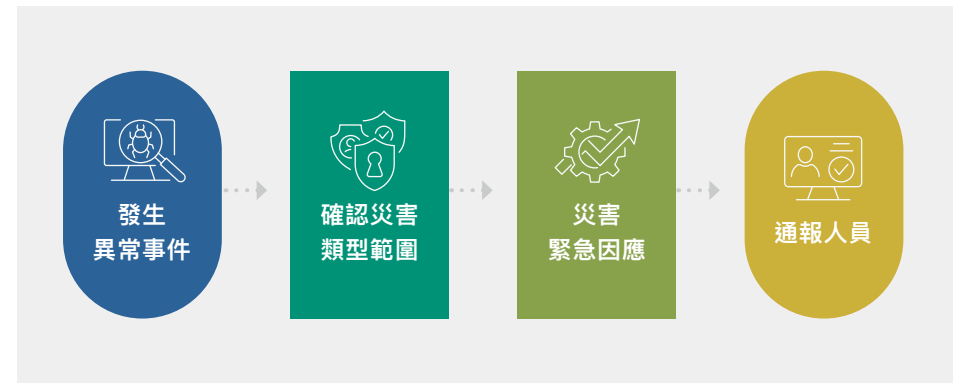 發生
異常事件
確認災害
類型範圍
災害
緊急因應
通報人員